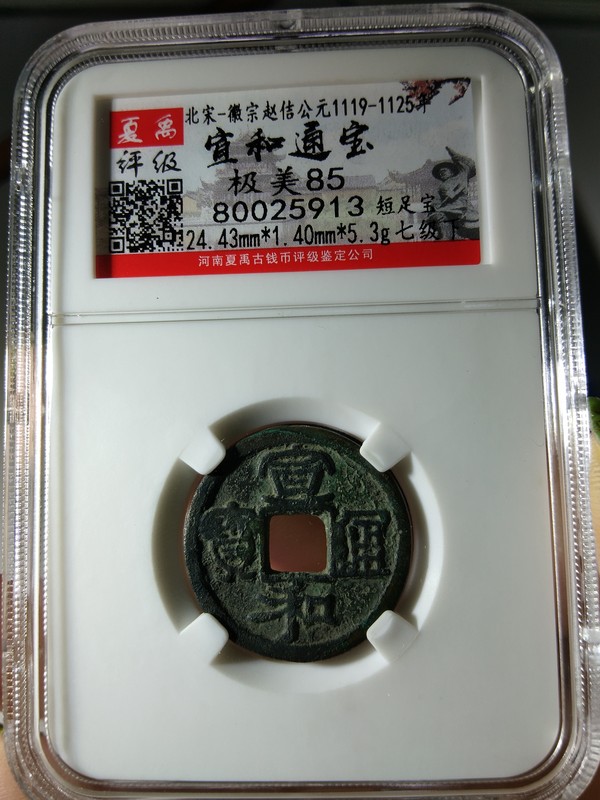 北宋-徽宗赵佶公元1119-1125年
夏禹
评级
宣和通宝
极美85
80025913 短足宝
24.43mm*1.40mm*5.3g 七级下
河南夏禹古钱币评级鉴定公司
宣
寶 通
和